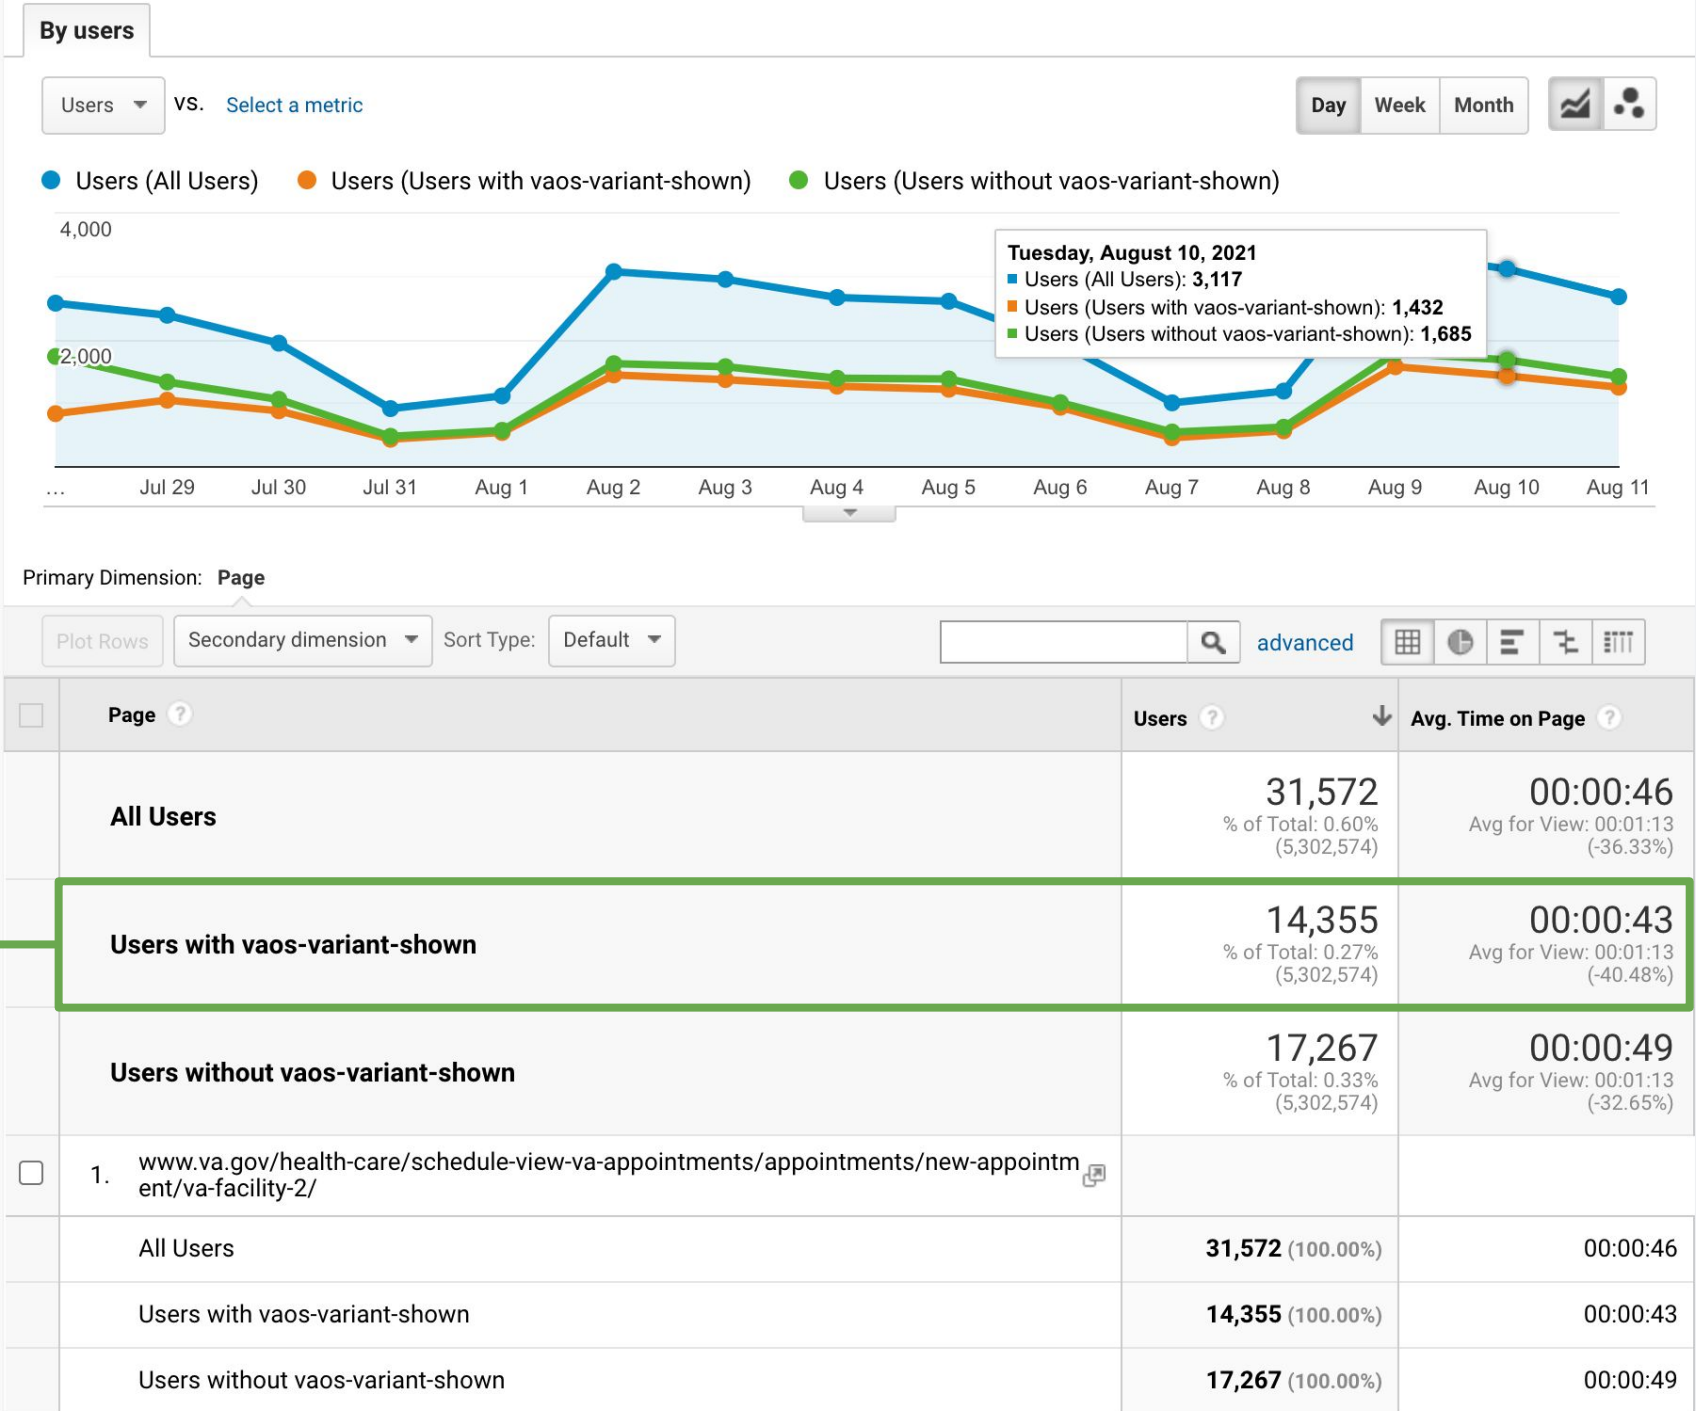 By users
Users vs. Select a metric Day Week Month
Users (All Users) Users (Users with vaos-variant-shown) Users (Users without vaos-variant-shown)
4,000
Tuesday, August 10, 2021
Users (All Users): 3,117
Users (Users with vaos-variant-shown): 1,432
Users (Users without vaos-variant-shown): 1,685
2,000
... Jul 29 Jul 30 Jul 31 Aug 1 Aug 2 Aug 3 Aug 4 Aug 5 Aug 6 Aug 7 Aug 8 Aug 9 Aug 10 Aug 11
Primary Dimension: Page
Plot Rows Secondary dimension Sort Type: Default advanced
Page ? Users ? Avg. Time on Page ?
All Users 31,572 00:00:46
% of Total: 0.60% Avg for View: 00:01:13
(5,302,574) (-36.33%)
Users with vaos-variant-shown 14,355 00:00:43
% of Total: 0.27% Avg for View: 00:01:13
(5,302,574) (-40.48%)
Users without vaos-variant-shown 17,267 00:00:49
% of Total: 0.33% Avg for View: 00:01:13
(5,302,574) (-32.65%)
1. www.va.gov/health-care/schedule-view-va-appointments/appointments/new-appointm
ent/va-facility-2/
All Users 31,572 (100.00%) 00:00:46
Users with vaos-variant-shown 14,355 (100.00%) 00:00:43
Users without vaos-variant-shown 17,267 (100.00%) 00:00:49